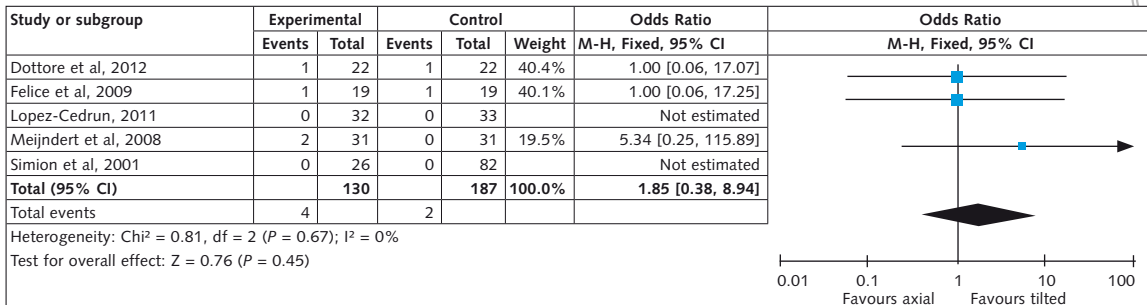 Study or subgroup Experimental Control Odds Ratio Odds Ratio
Events Total Events Total Weight M-H, Fixed, 95% CI M-H, Fixed, 95% CI
Dottore et al, 2012 1 22 1 22 40.4% 1.00 [0.06, 17.07]
Felice et al, 2009 1 19 1 19 40.1% 1.00 [0.06, 17.25]
Lopez-Cedrun, 2011 0 32 0 33 Not estimated
Meijndert et al, 2008 2 31 0 31 19.5% 5.34 [0.25, 115.89]
Simion et al, 2001 0 26 0 82 Not estimated
Total (95% CI) 130 187 100.0% 1.85 [0.38, 8.94]
Total events 4 2
Heterogeneity: Chi² = 0.81, df = 2 (P = 0.67); I² = 0%
Test for overall effect: Z = 0.76 (P = 0.45)
0.01 0.1 1 10 100
Favours axial Favours tilted